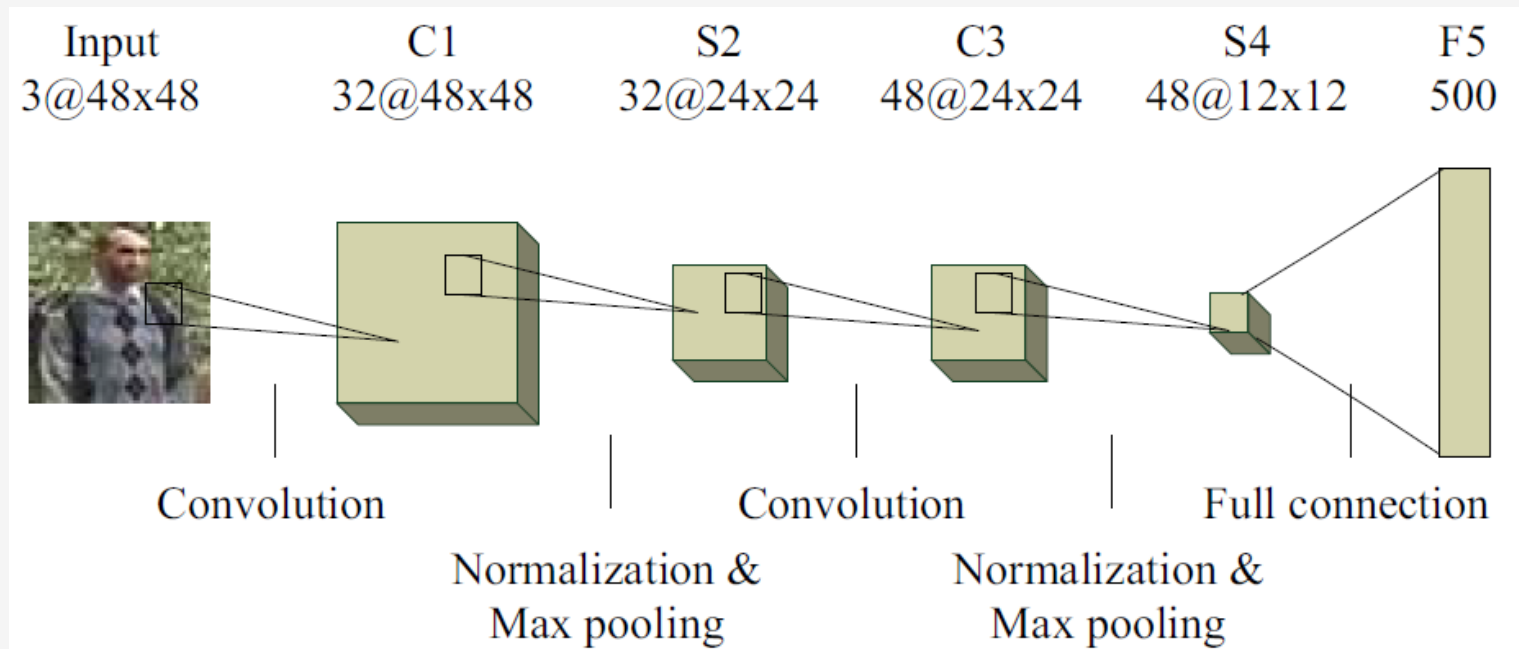 Input C1 S2 C3 S4 F5
3@48x48 32@48x48 32@24x24 48@24x24 48@12x12 500
Convolution Convolution Full connection
Normalization & Normalization &
Max pooling Max pooling